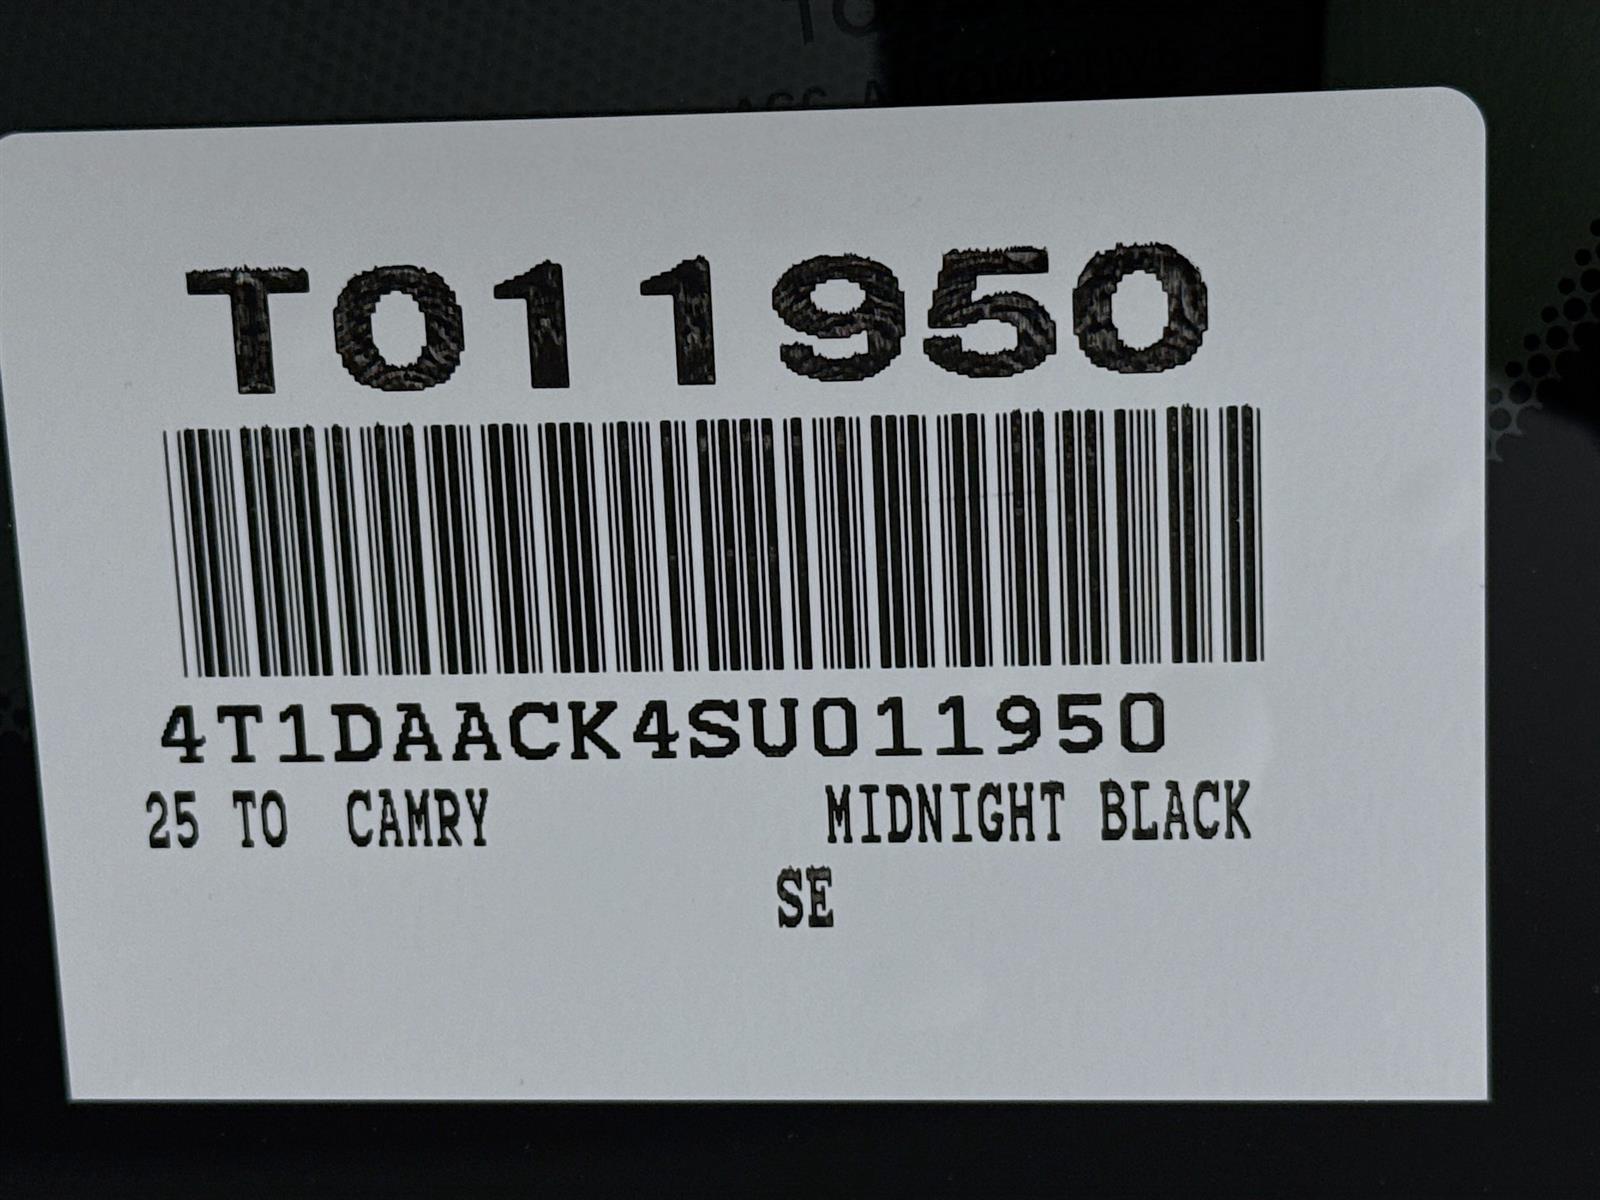 T011950
4T1DAACK4SU011950
25 TO CAMRY MIDNIGHT BLACK
SE